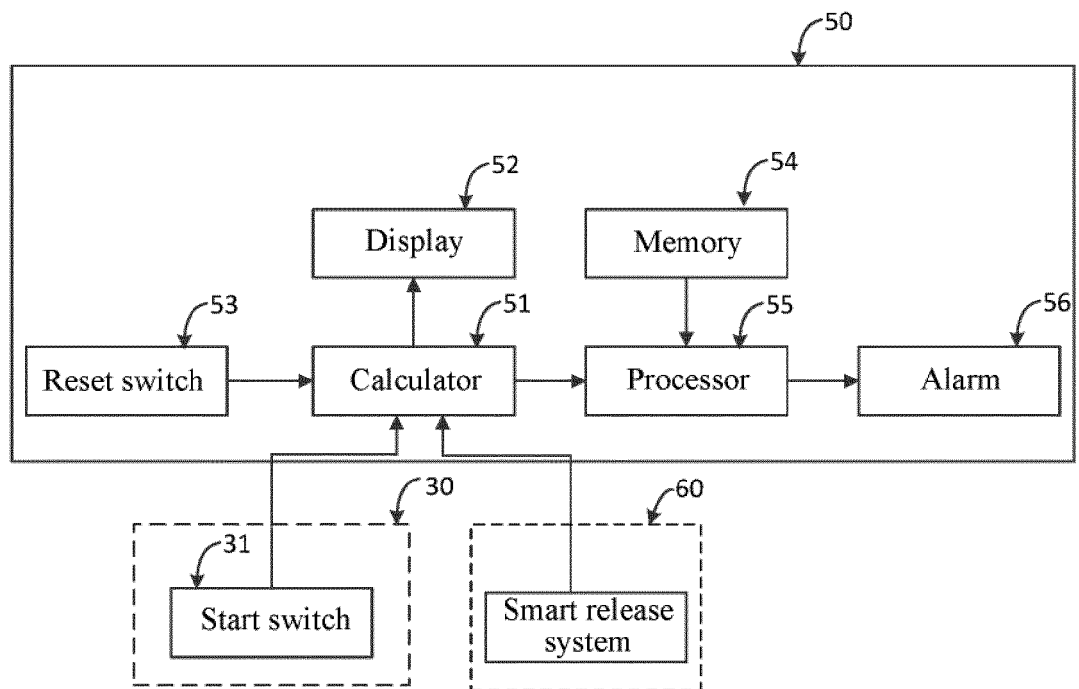 50
52
54
Display
Memory
53
51
55
56
Reset switch
Calculator
Processor
Alarm
30
60
31
Start switch
Smart release
system